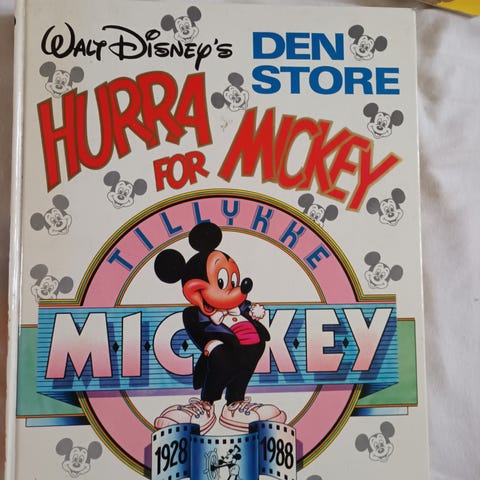 WALT DISNEY'S
DEN
STORE
HURRA
FOR MICKEY
TILLYKKE
MICKEY
1928 1988